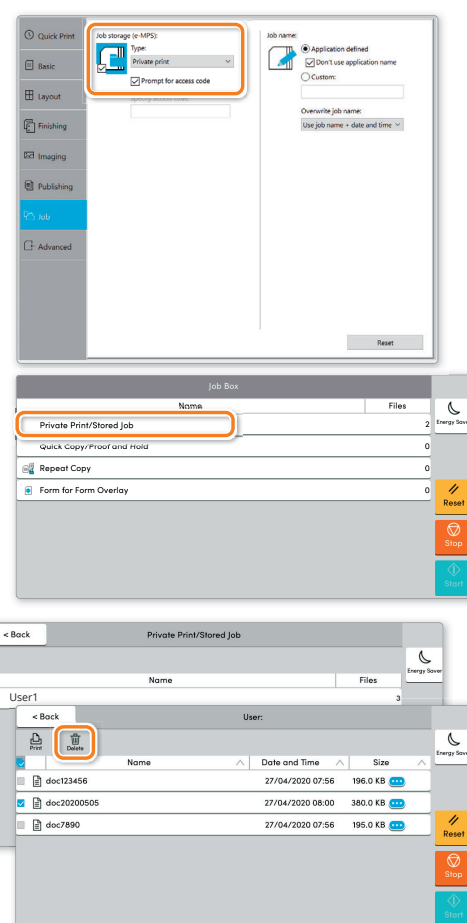 Quick Print
Basic
Layout
Finishing
Imaging
Publishing
Job
Advanced
Job storage (e-MPS):
Type:
Private print
Prompt for access code
Specify access code:
Job name:
Application defined
Don't use application name
Custom:
Overwrite job name:
Use job name + date and time
Reset
Job Box
Name Files
Private Print/Stored Job 2
Quick Copy/Proof and Hold 0
Repeat Copy 0
Form for Form Overlay 0
Energy Save
Reset
Stop
Start
< Back Private Print/Stored Job
Name Files
User1 3
Energy Saver
< Back User:
Print Delete
Name Date and Time Size
doc123456 27/04/2020 07:56 196.0 KB
doc20200505 27/04/2020 08:00 380.0 KB
doc7890 27/04/2020 07:56 195.0 KB
Energy Save
Reset
Stop
Start